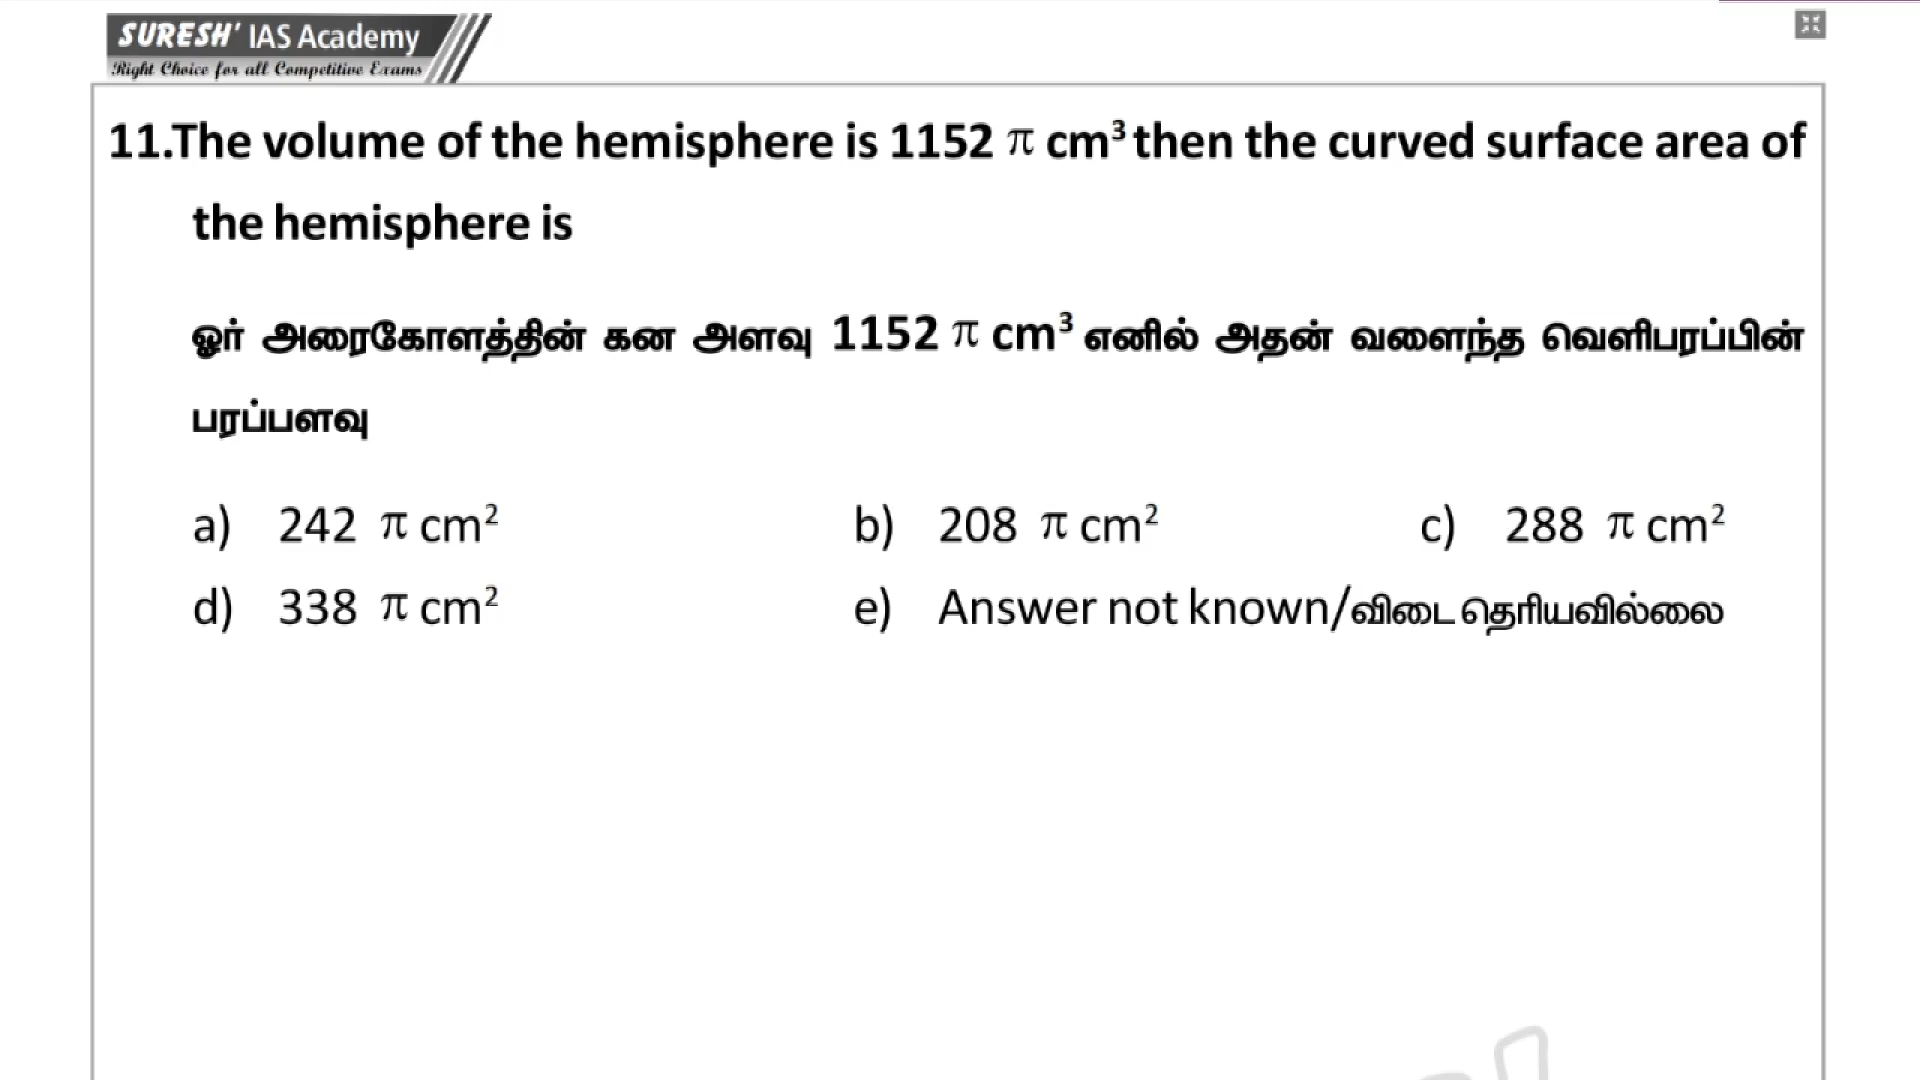 SURESH' IAS Academy
Right Choice for all Competitive Exams
11.The volume of the hemisphere is 1152 π cm³ then the curved surface area of
the hemisphere is
ஓர் அரைகோளத்தின் கன அளவு 1152 π cm³ எனில் அதன் வளைந்த வெளிபரப்பின்
பரப்பளவு
a) 242 π cm² b) 208 π cm² c) 288 π cm²
d) 338 π cm² e) Answer not known/விடை தெரியவில்லை